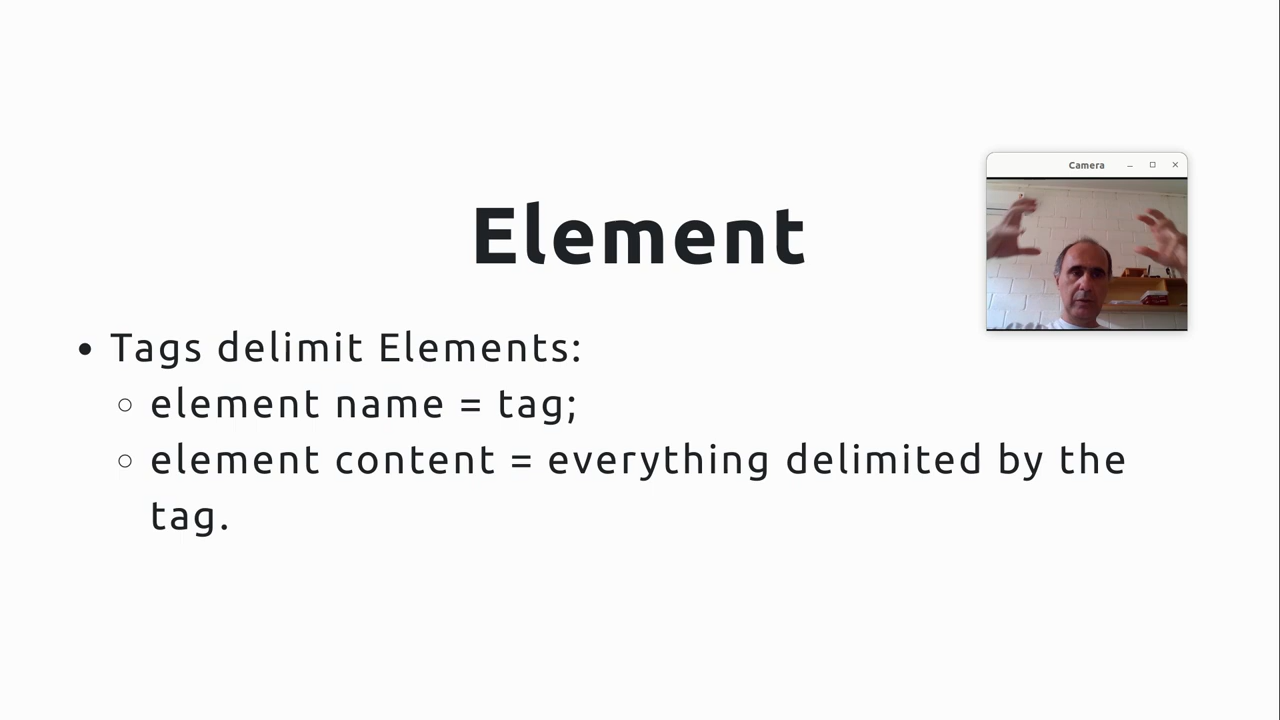 Camera
Element
Tags delimit Elements:
element name = tag;
element content = everything delimited by the
tag.